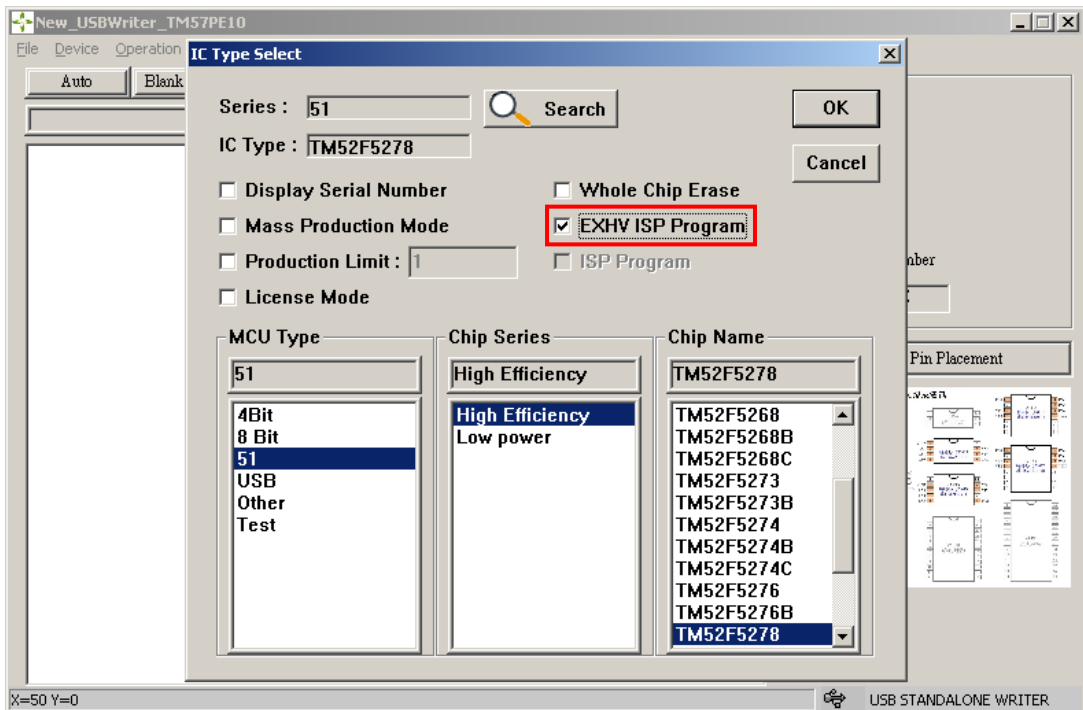 New_USBWriter_TM57PE10
File Device Operation
IC Type Select
Auto Blank
Series : 51 Search OK
IC Type : TM52F5278 Cancel
Display Serial Number Whole Chip Erase
Mass Production Mode EXHV ISP Program
Production Limit : 1 ISP Program
License Mode
MCU Type
51
4Bit
8 Bit
51
USB
Other
Test
Chip Series
High Efficiency
High Efficiency
Low power
Chip Name
TM52F5278
TM52F5268
TM52F5268B
TM52F5268C
TM52F5273
TM52F5273B
TM52F5274
TM52F5274B
TM52F5274C
TM52F5276
TM52F5276B
TM52F5278
Pin Placement
X=50 Y=0 USB STANDALONE WRITER